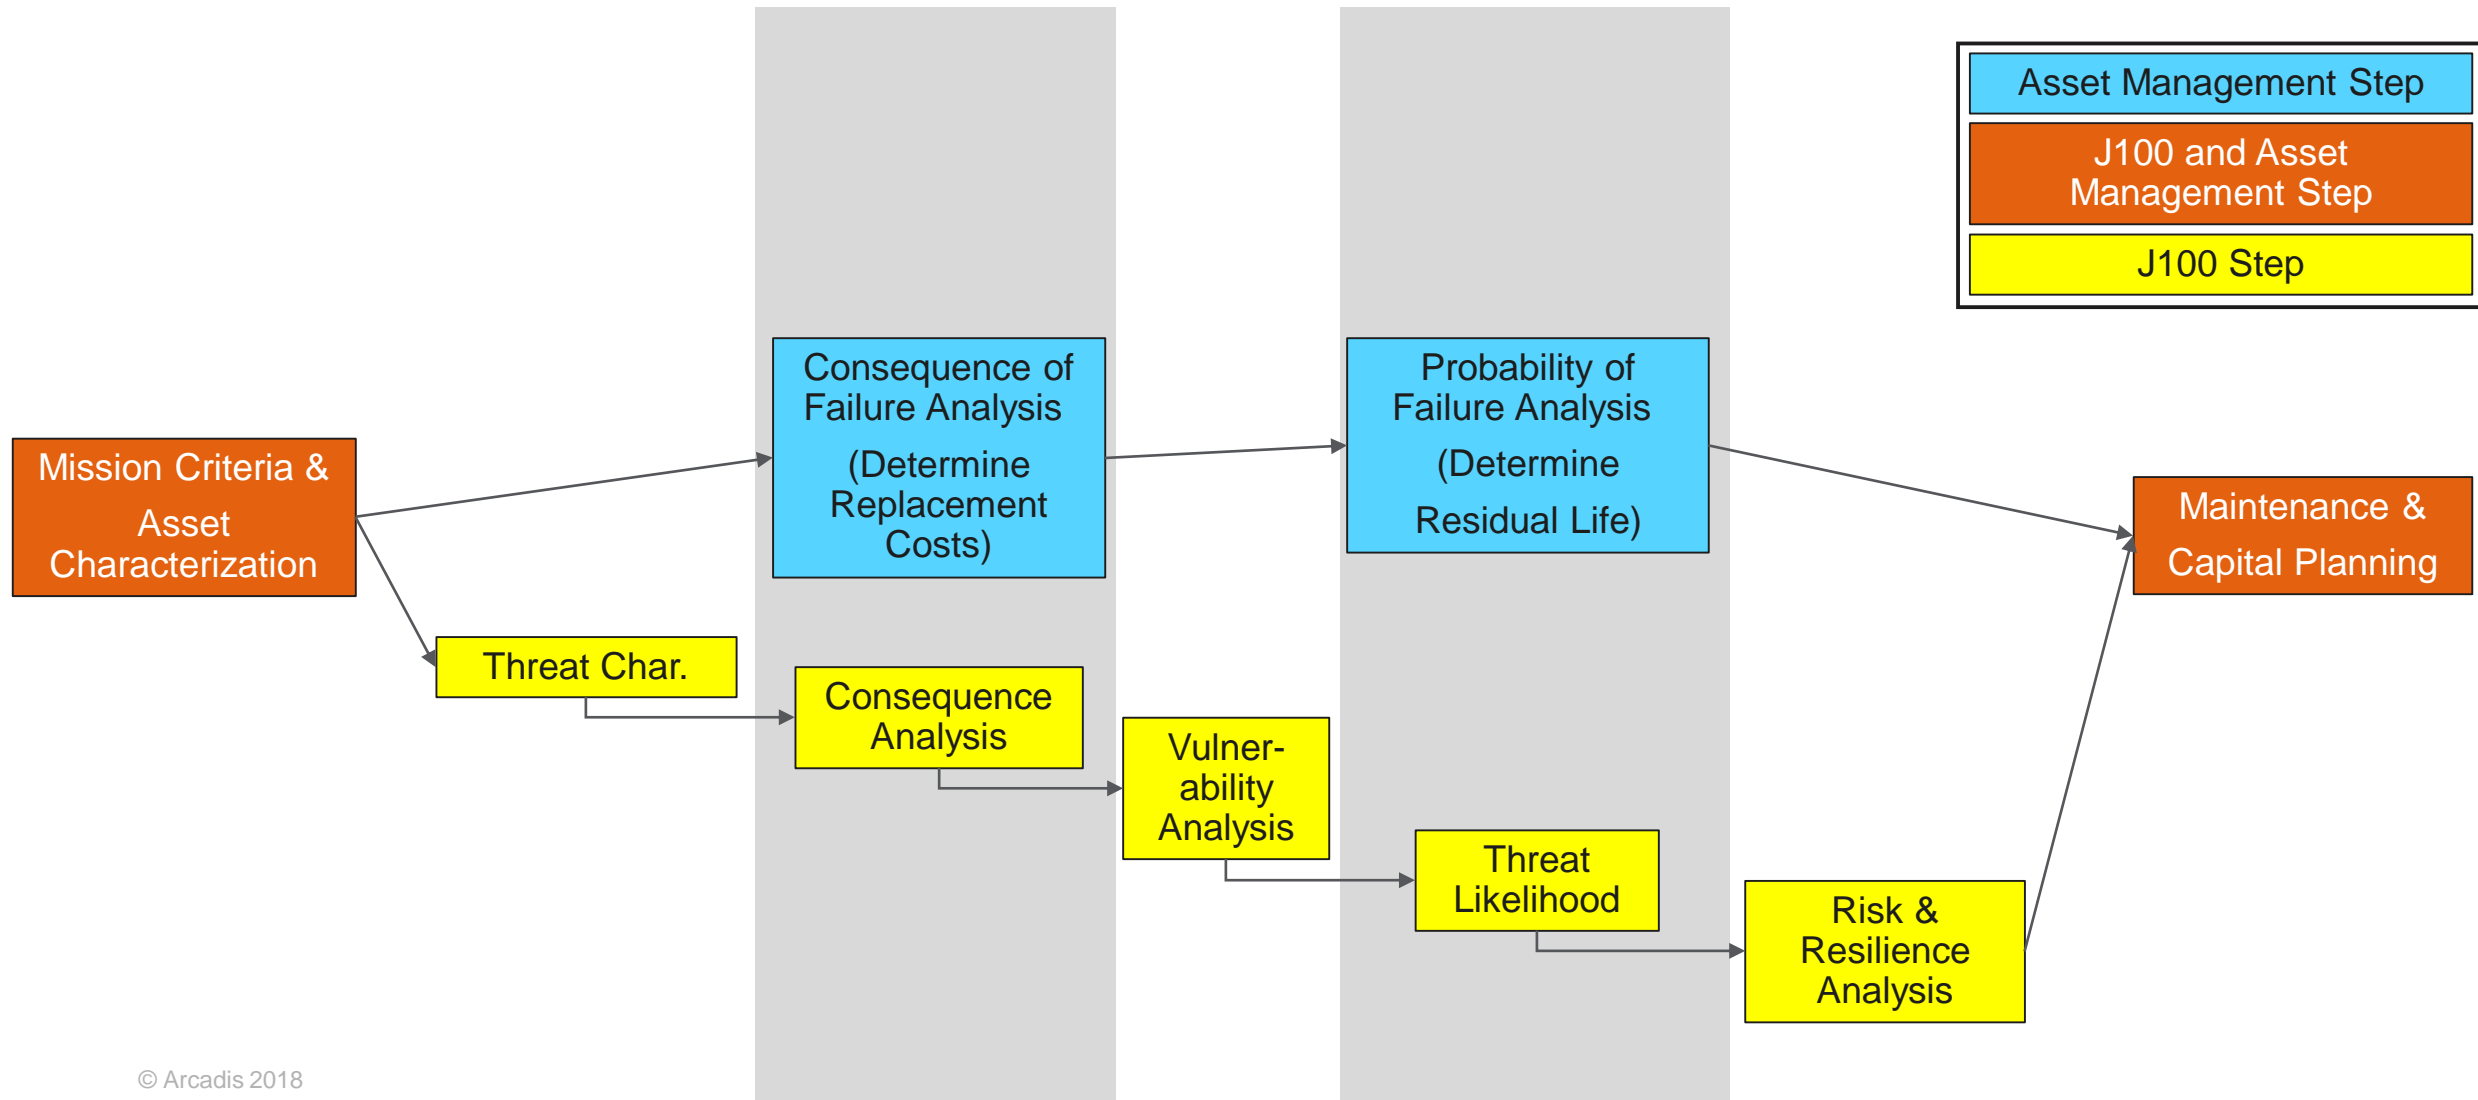 Asset Management Step
J100 and Asset
Management Step
J100 Step
Mission Criteria &
Asset
Characterization
Consequence of
Failure Analysis
(Determine
Replacement
Costs)
Probability of
Failure Analysis
(Determine
Residual Life)
Maintenance &
Capital Planning
Threat Char.
Consequence
Analysis
Vulner-
ability
Analysis
Threat
Likelihood
Risk &
Resilience
Analysis
© Arcadis 2018